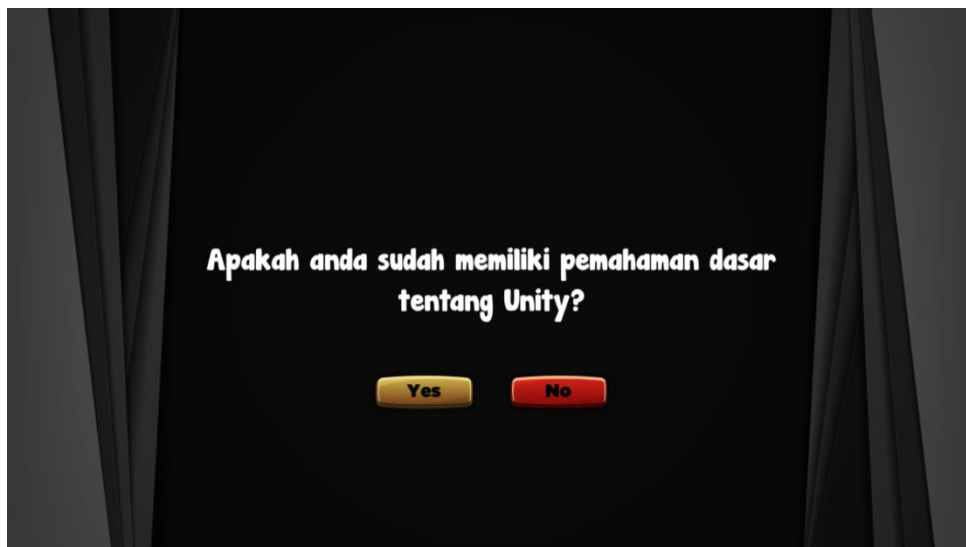 Apakah anda sudah memiliki pemahaman dasar
tentang Unity?
Yes No